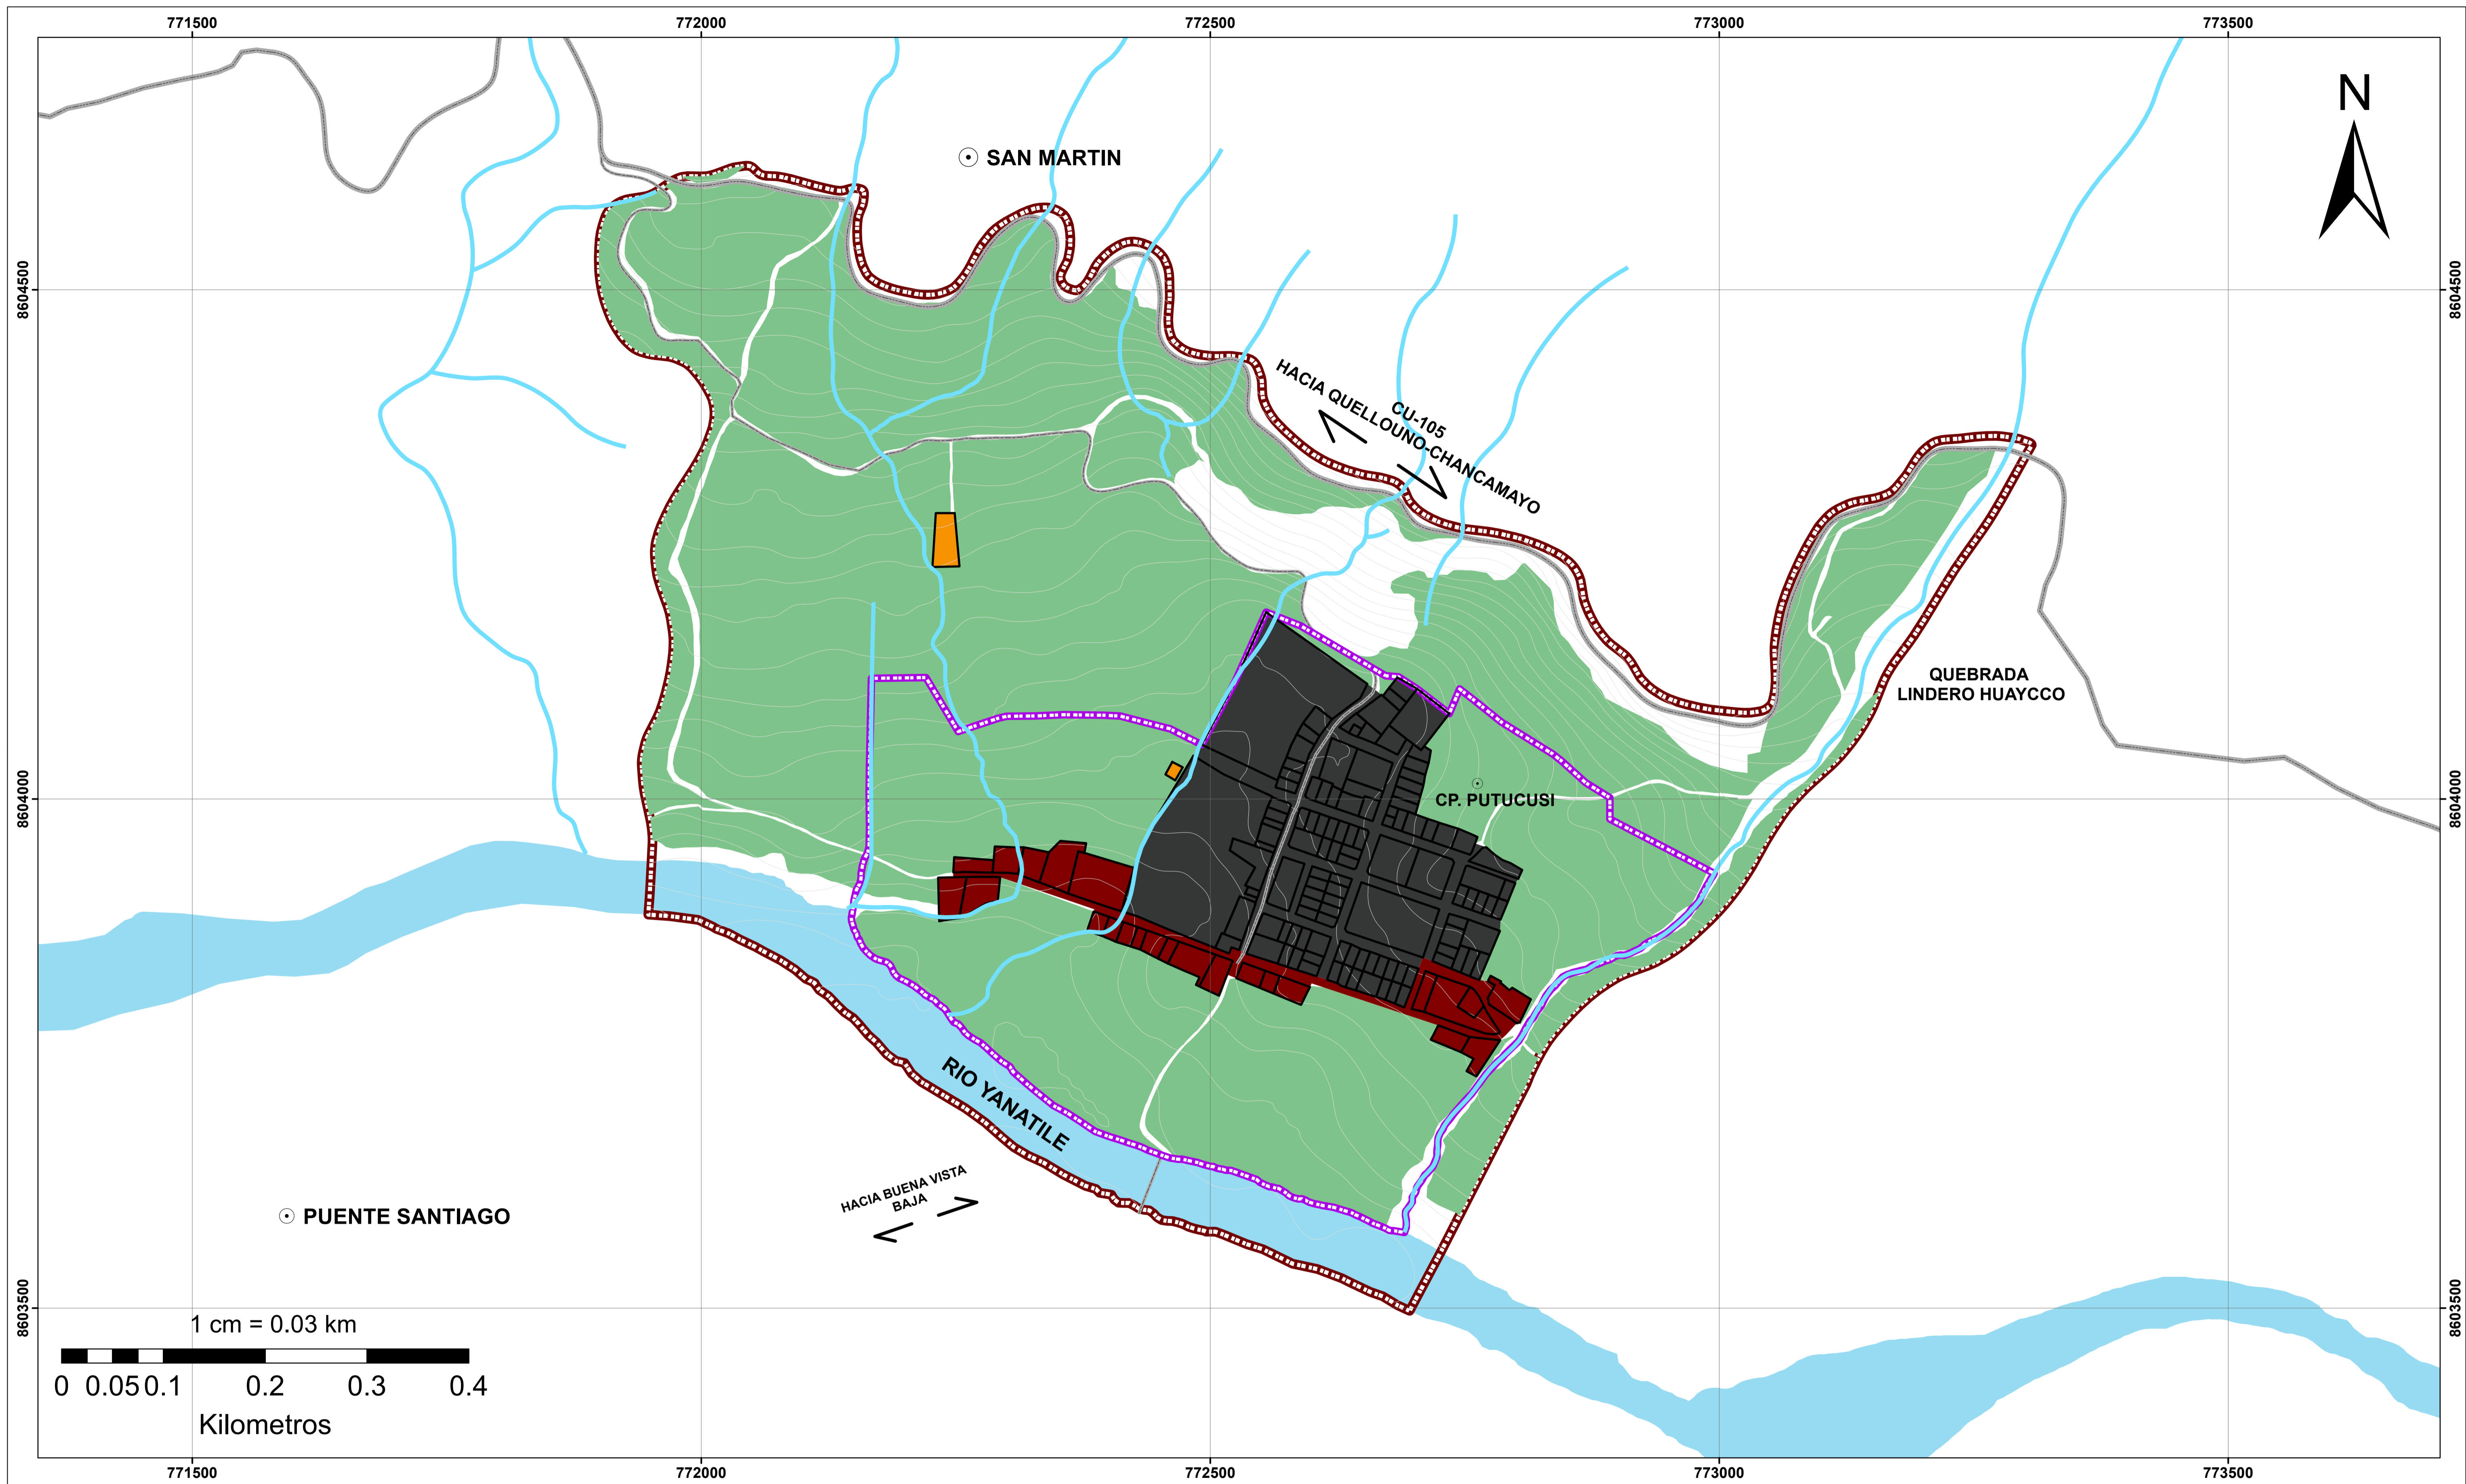 771500 772000 772500 773000 773500
N
SAN MARTIN
8604500 8604500
HACIA QUELLOUNO-CHANCAMAYO
CU-105
QUEBRADA
LINDERO HUAYCCO
CP. PUTUCUSI
8604000 8604000
RIO YANATILE
HACIA BUENA VISTA
BAJA
PUENTE SANTIAGO
8603500 8603500
1 cm = 0.03 km
0 0.05 0.1 0.2 0.3 0.4
Kilometros
771500 772000 772500 773000 773500